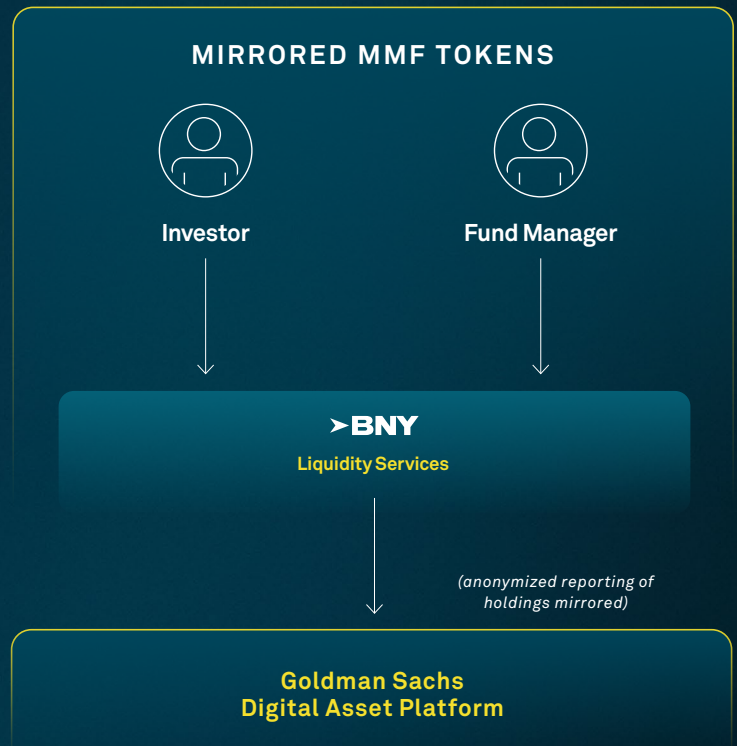 MIRRORED MMF TOKENS
Investor
Fund Manager
BNY
Liquidity Services
(anonymized reporting of
holdings mirrored)
Goldman Sachs
Digital Asset Platform